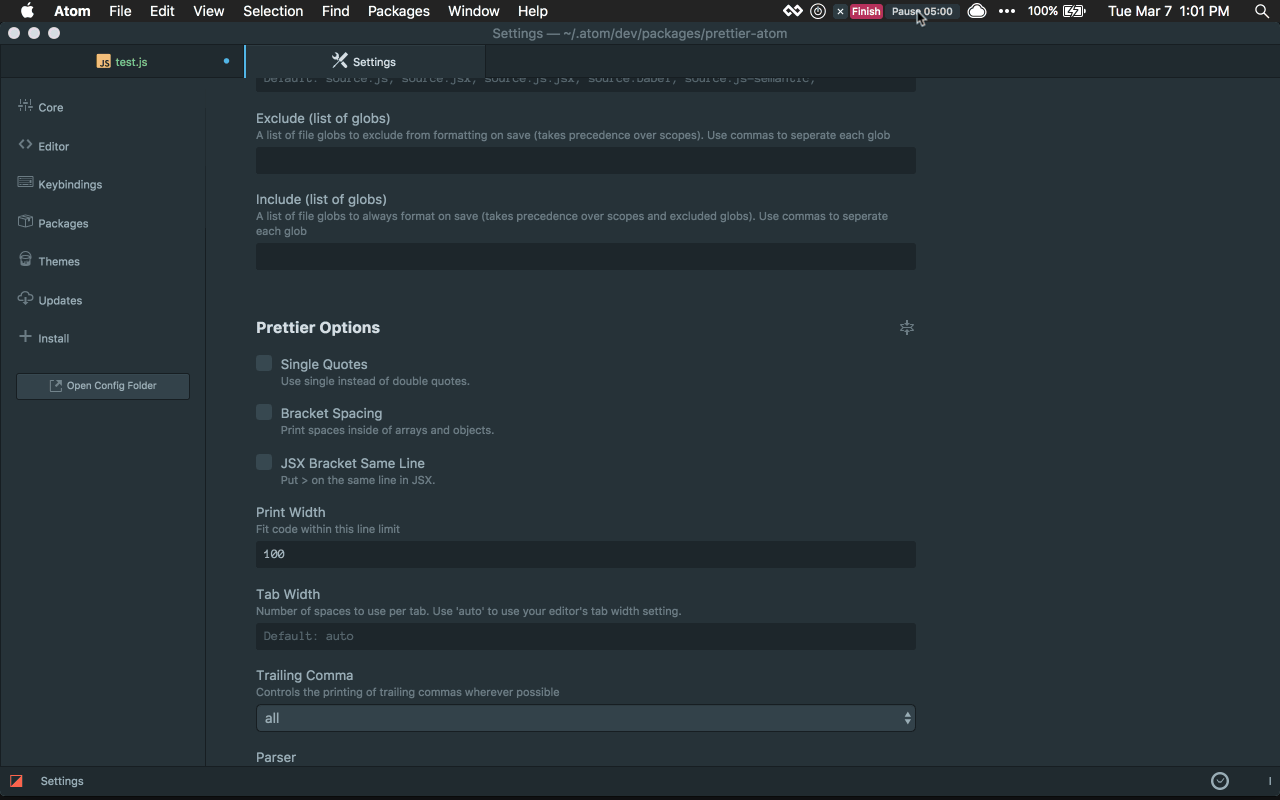 Atom File Edit View Selection Find Packages Window Help × Finish Pause 05:00 100% Tue Mar 7 1:01 PM
Settings — ~/.atom/dev/packages/prettier-atom
JS test.js
Settings
Default: source.js, source.jsx, source.js.jsx, source.babel, source.js-semantic,
Core
Editor
Keybindings
Packages
Themes
Updates
Install
Open Config Folder
Exclude (list of globs)
A list of file globs to exclude from formatting on save (takes precedence over scopes). Use commas to seperate each glob
Include (list of globs)
A list of file globs to always format on save (takes precedence over scopes and excluded globs). Use commas to seperate
each glob
Prettier Options
Single Quotes
Use single instead of double quotes.
Bracket Spacing
Print spaces inside of arrays and objects.
JSX Bracket Same Line
Put > on the same line in JSX.
Print Width
Fit code within this line limit
100
Tab Width
Number of spaces to use per tab. Use 'auto' to use your editor's tab width setting.
Default: auto
Trailing Comma
Controls the printing of trailing commas wherever possible
all
Parser
Settings